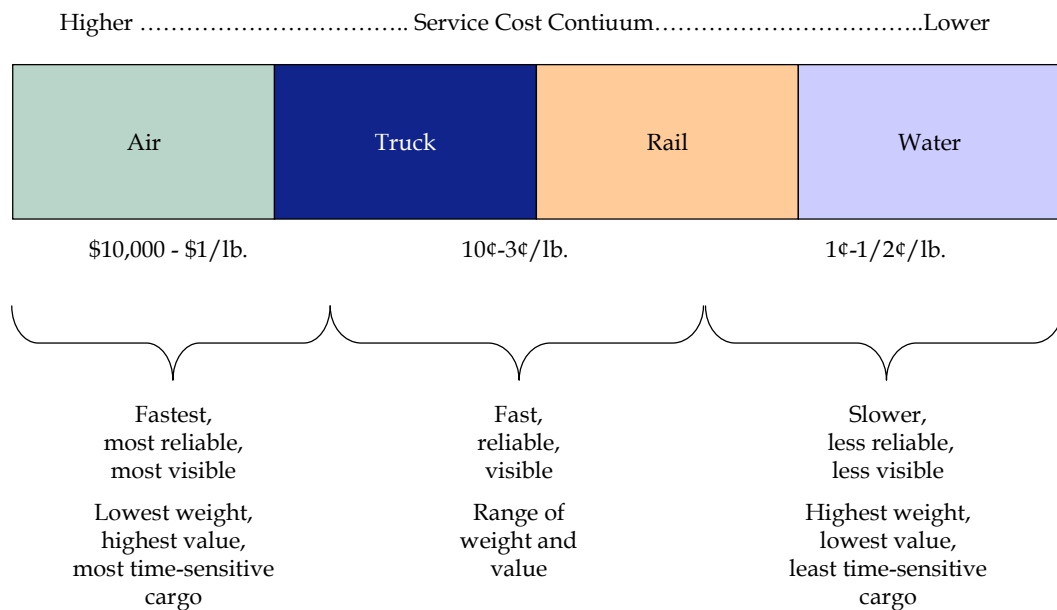 Higher …………………………….. Service Cost Contiuum……………………………………..Lower
Air
Truck
Rail
Water
$10,000 - $1/lb.
10¢-3¢/lb.
1¢-1/2¢/lb.
Fastest,
most reliable,
most visible
Lowest weight,
highest value,
most time-sensitive
cargo
Fast,
reliable,
visible
Range of
weight and
value
Slower,
less reliable,
less visible
Highest weight,
lowest value,
least time-sensitive
cargo